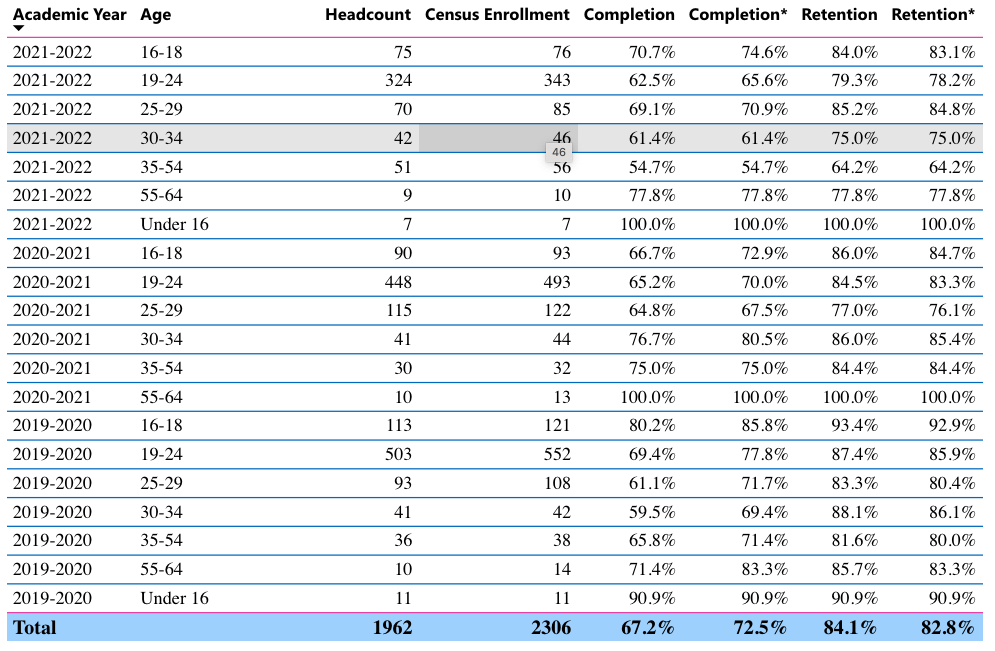 Academic Year Age Headcount Census Enrollment Completion Completion* Retention Retention*
2021-2022 16-18 75 76 70.7% 74.6% 84.0% 83.1%
2021-2022 19-24 324 343 62.5% 65.6% 79.3% 78.2%
2021-2022 25-29 70 85 69.1% 70.9% 85.2% 84.8%
2021-2022 30-34 42 46 61.4% 61.4% 75.0% 75.0%
46
2021-2022 35-54 51 56 54.7% 54.7% 64.2% 64.2%
2021-2022 55-64 9 10 77.8% 77.8% 77.8% 77.8%
2021-2022 Under 16 7 7 100.0% 100.0% 100.0% 100.0%
2020-2021 16-18 90 93 66.7% 72.9% 86.0% 84.7%
2020-2021 19-24 448 493 65.2% 70.0% 84.5% 83.3%
2020-2021 25-29 115 122 64.8% 67.5% 77.0% 76.1%
2020-2021 30-34 41 44 76.7% 80.5% 86.0% 85.4%
2020-2021 35-54 30 32 75.0% 75.0% 84.4% 84.4%
2020-2021 55-64 10 13 100.0% 100.0% 100.0% 100.0%
2019-2020 16-18 113 121 80.2% 85.8% 93.4% 92.9%
2019-2020 19-24 503 552 69.4% 77.8% 87.4% 85.9%
2019-2020 25-29 93 108 61.1% 71.7% 83.3% 80.4%
2019-2020 30-34 41 42 59.5% 69.4% 88.1% 86.1%
2019-2020 35-54 36 38 65.8% 71.4% 81.6% 80.0%
2019-2020 55-64 10 14 71.4% 83.3% 85.7% 83.3%
2019-2020 Under 16 11 11 90.9% 90.9% 90.9% 90.9%
Total 1962 2306 67.2% 72.5% 84.1% 82.8%